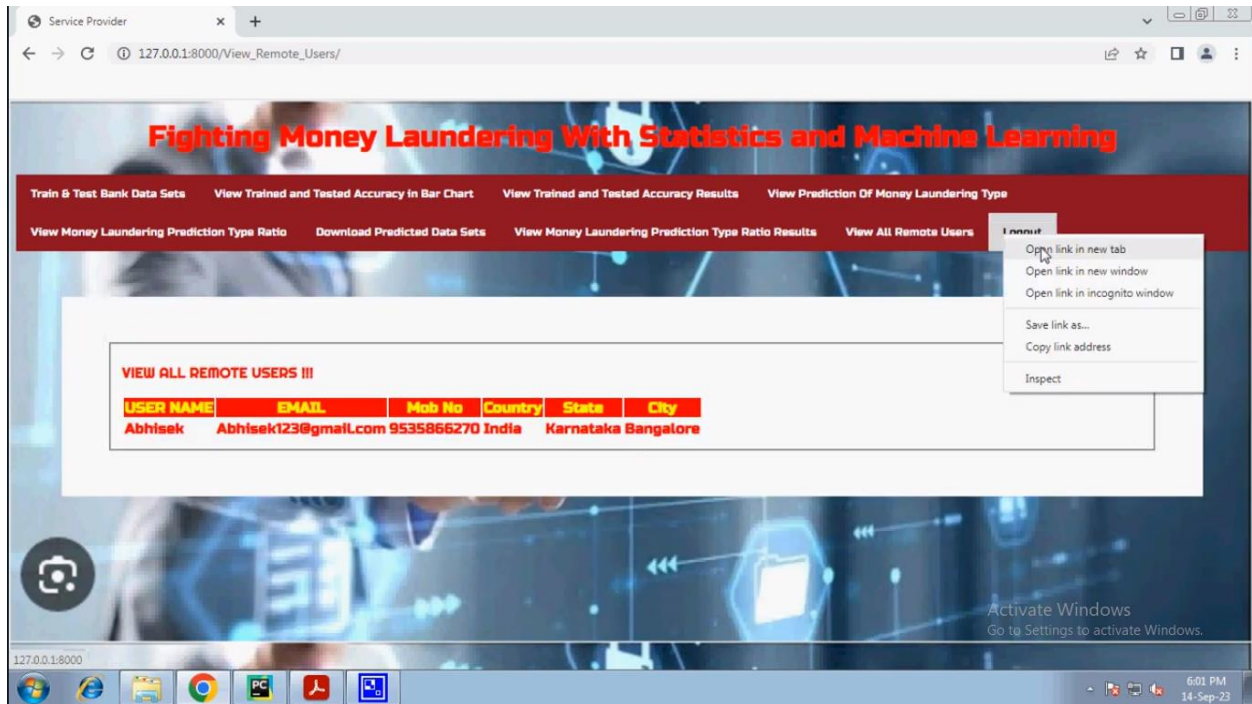 Service Provider
127.0.0.1:8000/View_Remote_Users/
Fighting Money Laundering With Statistics and Machine Learning
Train & Test Bank Data Sets View Trained and Tested Accuracy in Bar Chart View Trained and Tested Accuracy Results View Prediction Of Money Laundering Type
View Money Laundering Prediction Type Ratio Download Predicted Data Sets View Money Laundering Prediction Type Ratio Results View All Remote Users Logout
Open link in new tab
Open link in new window
Open link in incognito window
Save link as...
Copy link address
Inspect
VIEW ALL REMOTE USERS !!!
USER NAME EMAIL Mob No Country State City
Abhisek Abhisek123@gmail.com 9535866270 India Karnataka Bangalore
Activate Windows
Go to Settings to activate Windows.
127.0.0.1:8000
PC
6:01 PM
14-Sep-23